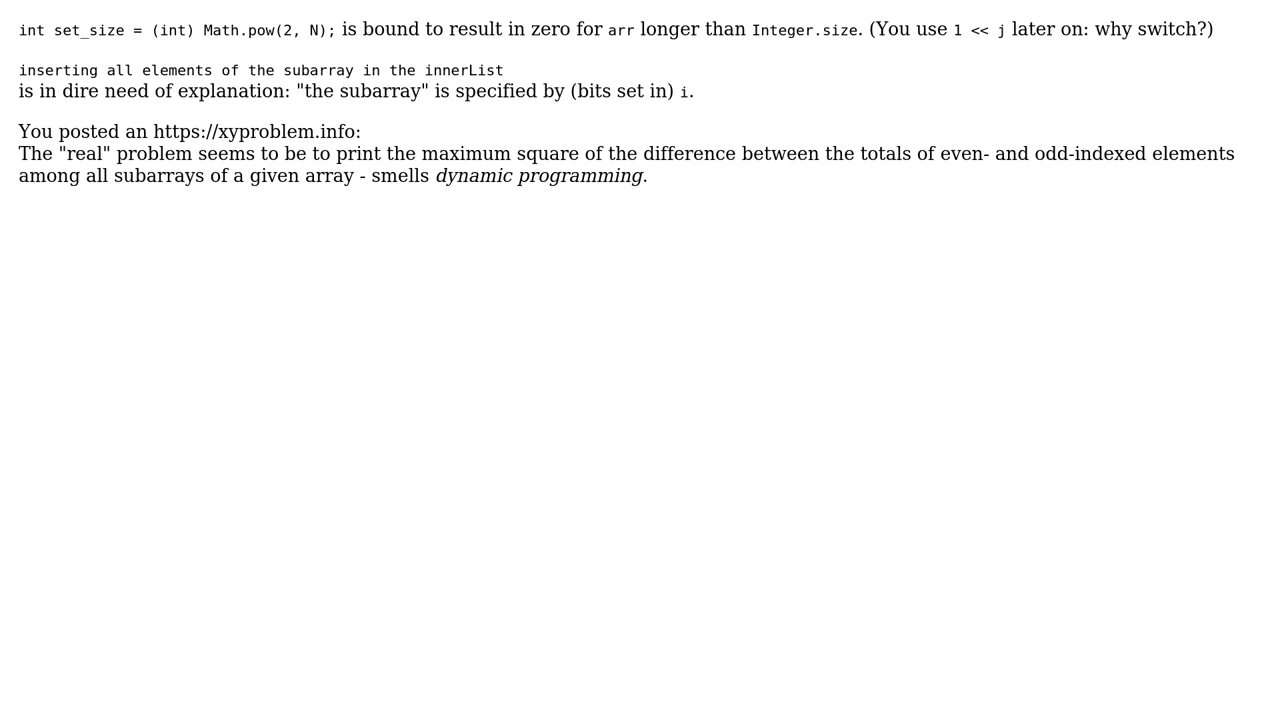 int set_size = (int) Math.pow(2, N); is bound to result in zero for arr longer than Integer.size. (You use 1 << j later on: why switch?)
inserting all elements of the subarray in the innerList
is in dire need of explanation: "the subarray" is specified by (bits set in) i.
You posted an https://xyproblem.info:
The "real" problem seems to be to print the maximum square of the difference between the totals of even- and odd-indexed elements
among all subarrays of a given array - smells dynamic programming.